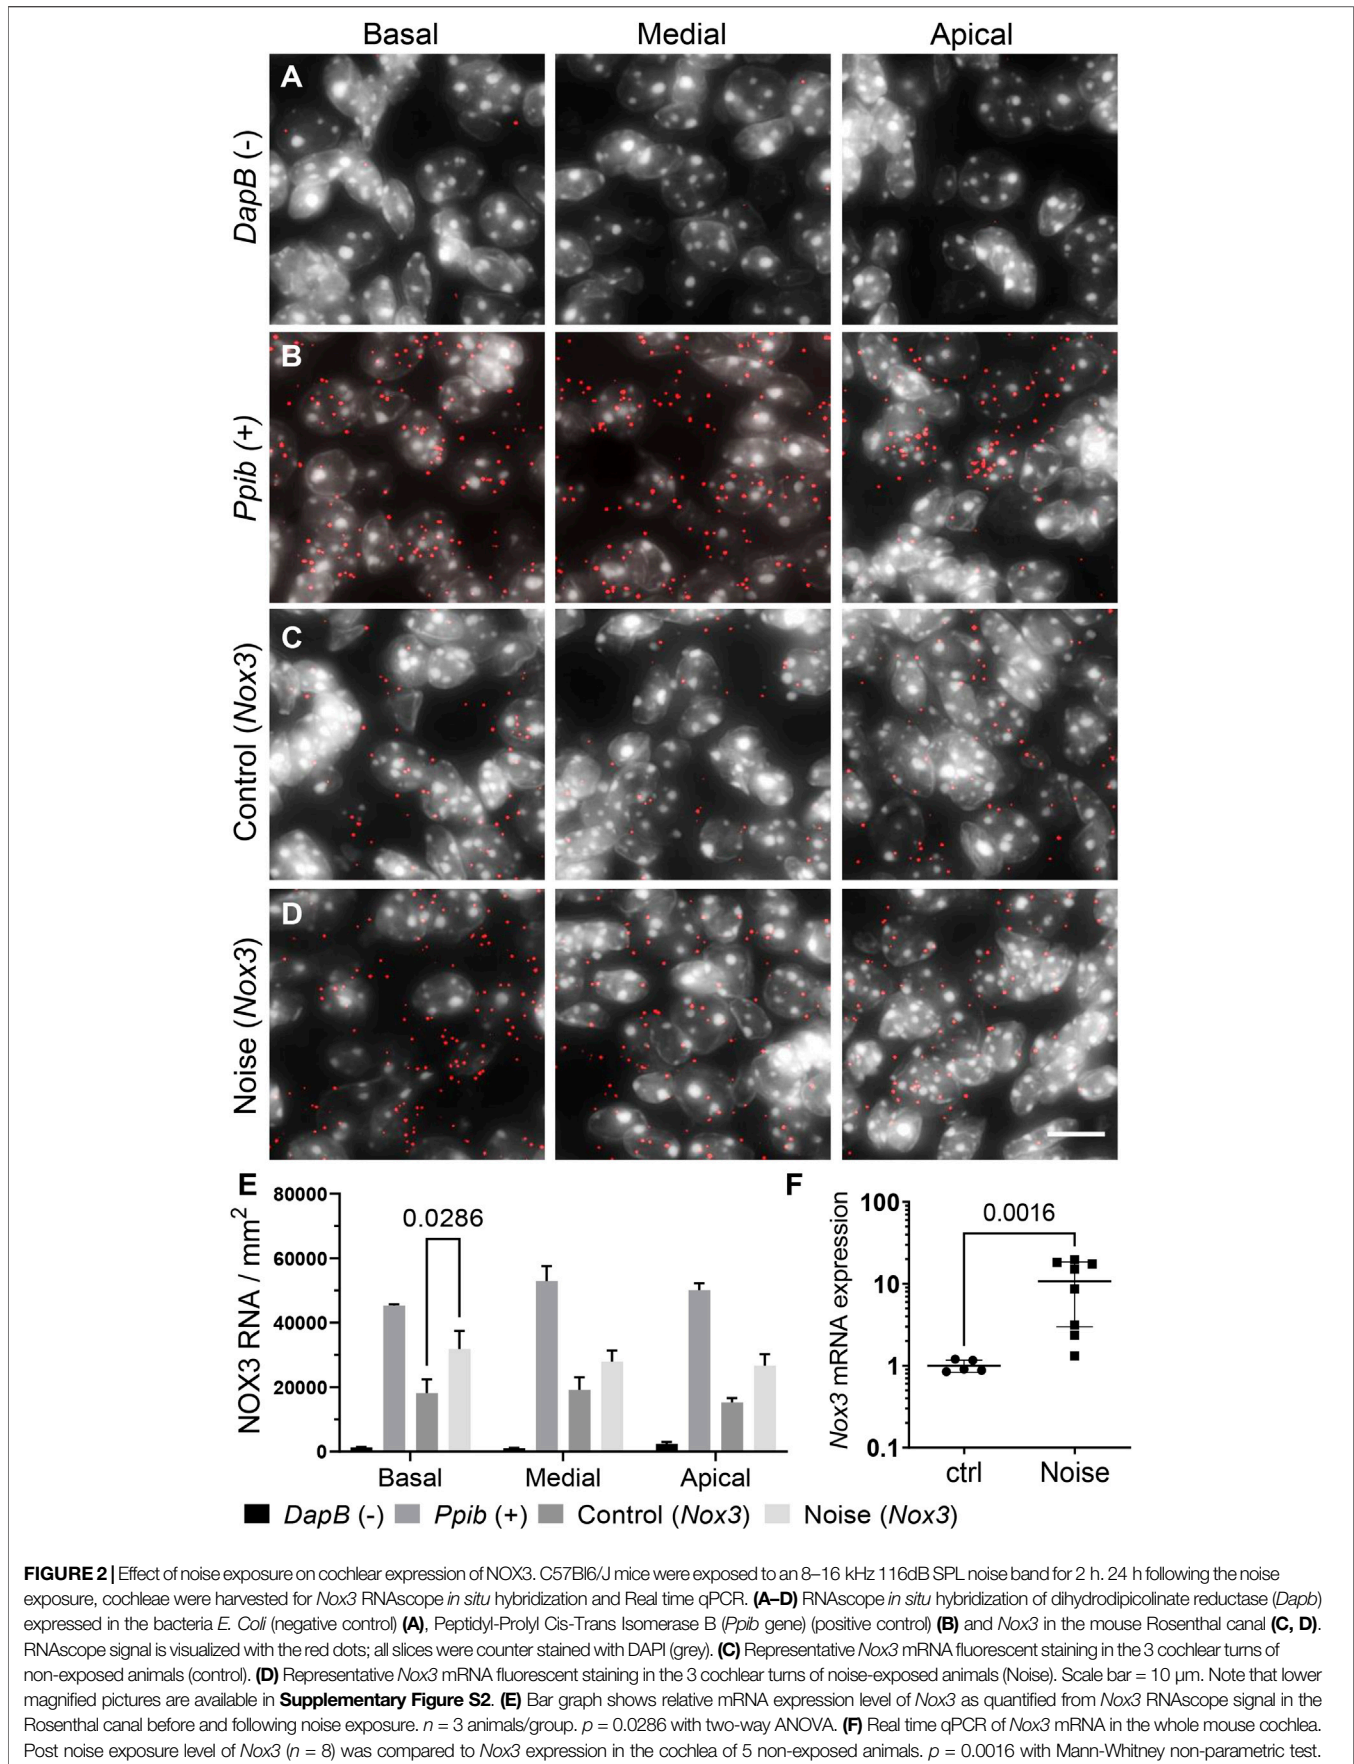 Basal Medial Apical
A
DapB (-)
B
Ppib (+)
C
Control (Nox3)
D
Noise (Nox3)
E
NOX3 RNA / mm2
80000
60000
40000
20000
0
0.0286
Basal Medial Apical
F
Nox3 mRNA expression
100
10
1
0.1
0.0016
ctrl Noise
DapB (-) Ppib (+) Control (Nox3) Noise (Nox3)
FIGURE 2 | Effect of noise exposure on cochlear expression of NOX3. C57Bl6/J mice were exposed to an 8–16 kHz 116dB SPL noise band for 2 h. 24 h following the noise
exposure, cochleae were harvested for Nox3 RNAscope in situ hybridization and Real time qPCR. (A–D) RNAscope in situ hybridization of dihydrodipicolinate reductase (Dapb)
expressed in the bacteria E. Coli (negative control) (A), Peptidyl-Prolyl Cis-Trans Isomerase B (Ppib gene) (positive control) (B) and Nox3 in the mouse Rosenthal canal (C, D).
RNAscope signal is visualized with the red dots; all slices were counter stained with DAPI (grey). (C) Representative Nox3 mRNA fluorescent staining in the 3 cochlear turns of
non-exposed animals (control). (D) Representative Nox3 mRNA fluorescent staining in the 3 cochlear turns of noise-exposed animals (Noise). Scale bar = 10 μm. Note that lower
magnified pictures are available in Supplementary Figure S2. (E) Bar graph shows relative mRNA expression level of Nox3 as quantified from Nox3 RNAscope signal in the
Rosenthal canal before and following noise exposure. n = 3 animals/group. p = 0.0286 with two-way ANOVA. (F) Real time qPCR of Nox3 mRNA in the whole mouse cochlea.
Post noise exposure level of Nox3 (n = 8) was compared to Nox3 expression in the cochlea of 5 non-exposed animals. p = 0.0016 with Mann-Whitney non-parametric test.